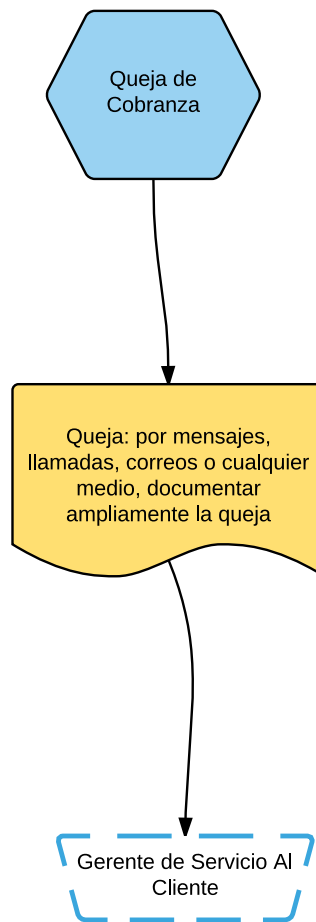 Queja de
Cobranza
Queja: por mensajes,
llamadas, correos o cualquier
medio, documentar
ampliamente la queja
Gerente de Servicio Al
Cliente